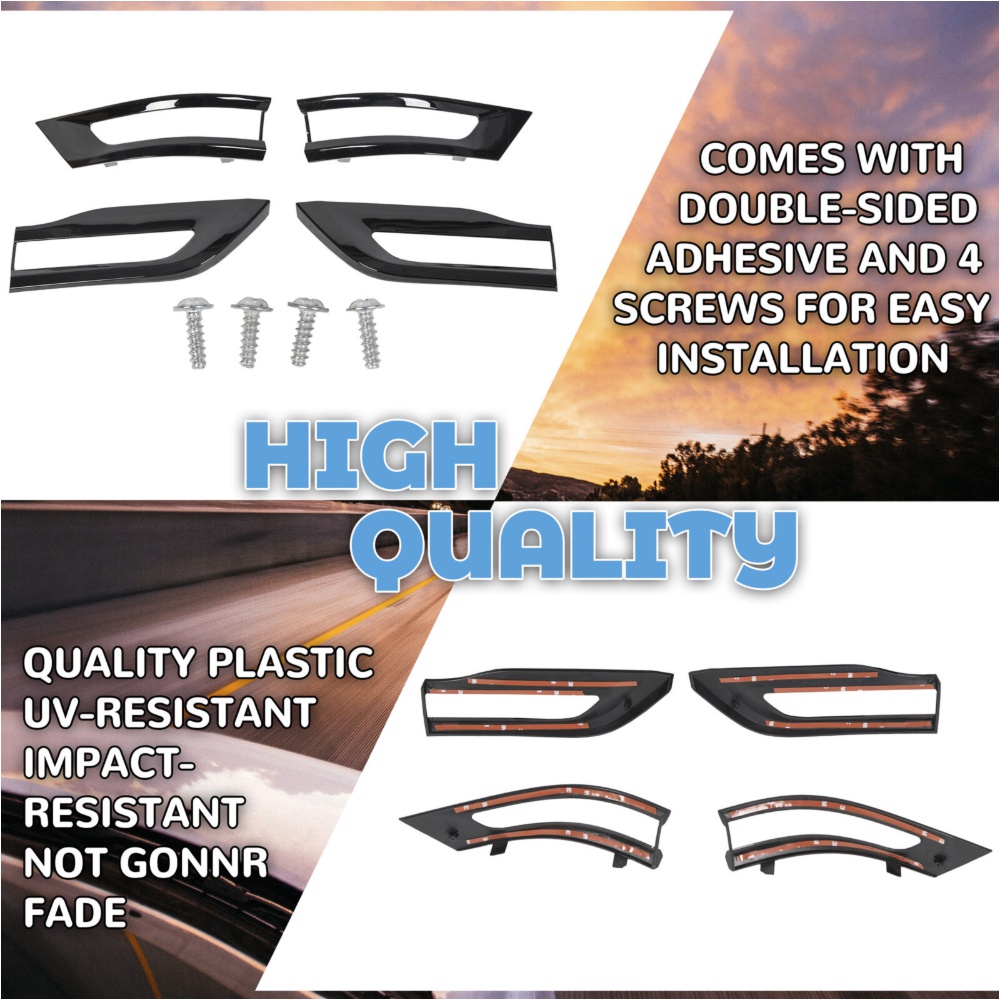 COMES WITH
DOUBLE-SIDED
ADHESIVE AND 4
SCREWS FOR EASY
INSTALLATION
HIGH
QUALITY
QUALITY PLASTIC
UV-RESISTANT
IMPACT-
RESISTANT
NOT GONNR
FADE